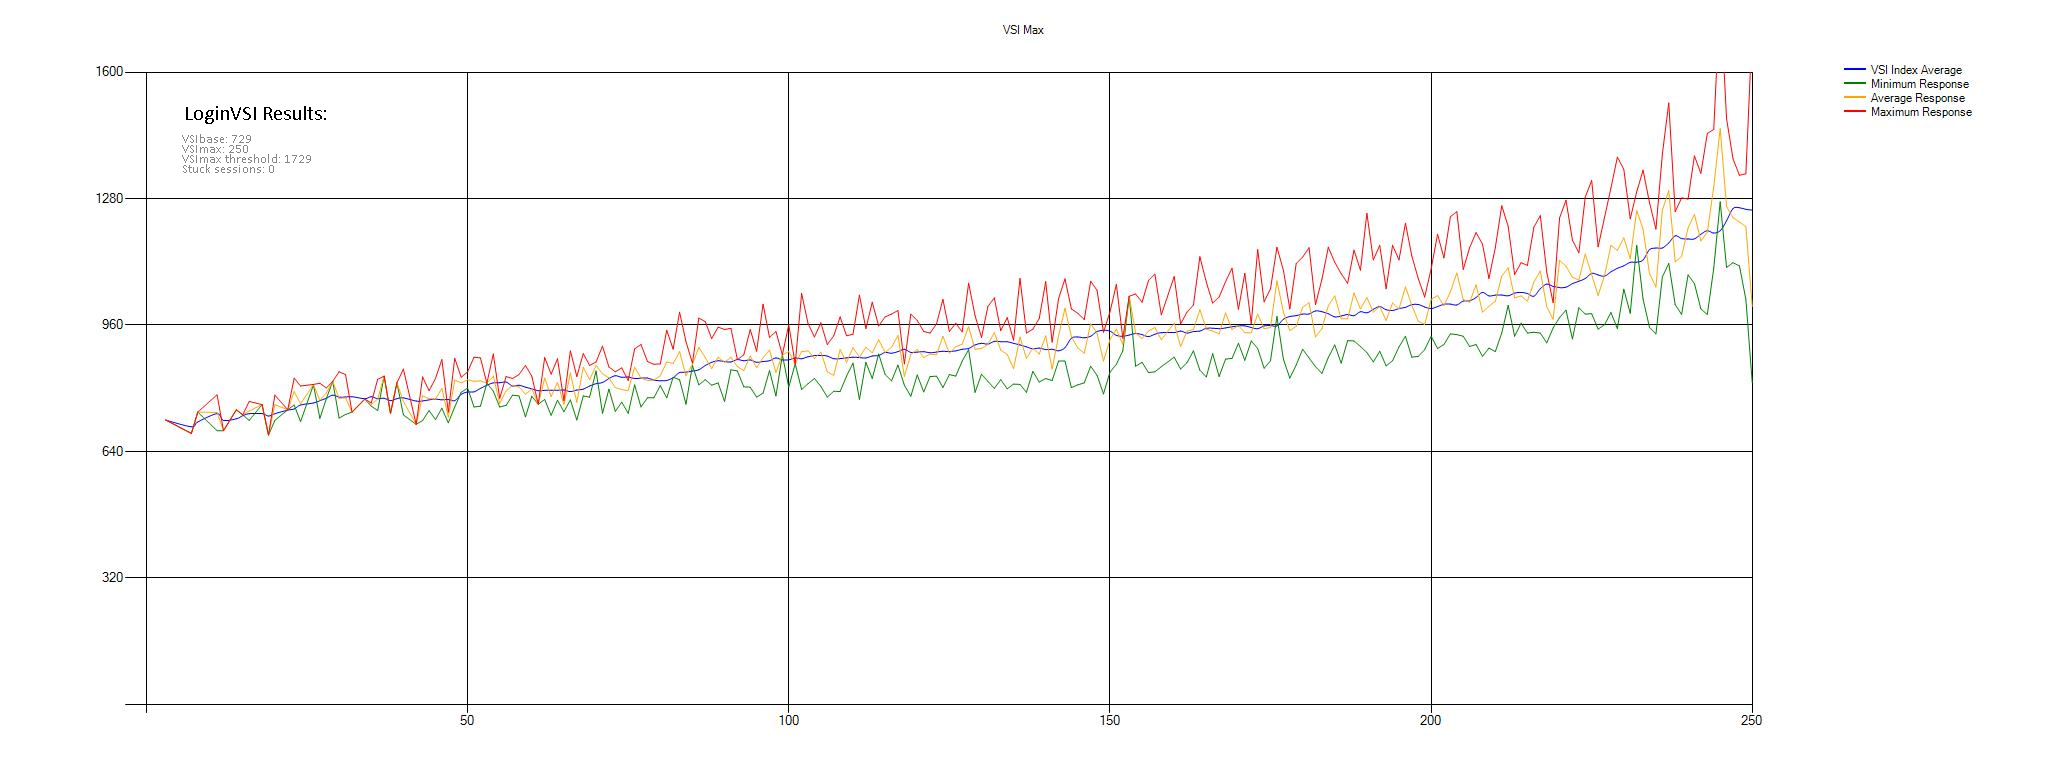 VSI Max
1600
1280
960
640
320
50
100
150
200
250
LoginVSI Results:
VSIbase: 729
VSImax: 250
VSImax threshold: 1729
Stuck sessions: 0
VSI Index Average
Minimum Response
Average Response
Maximum Response